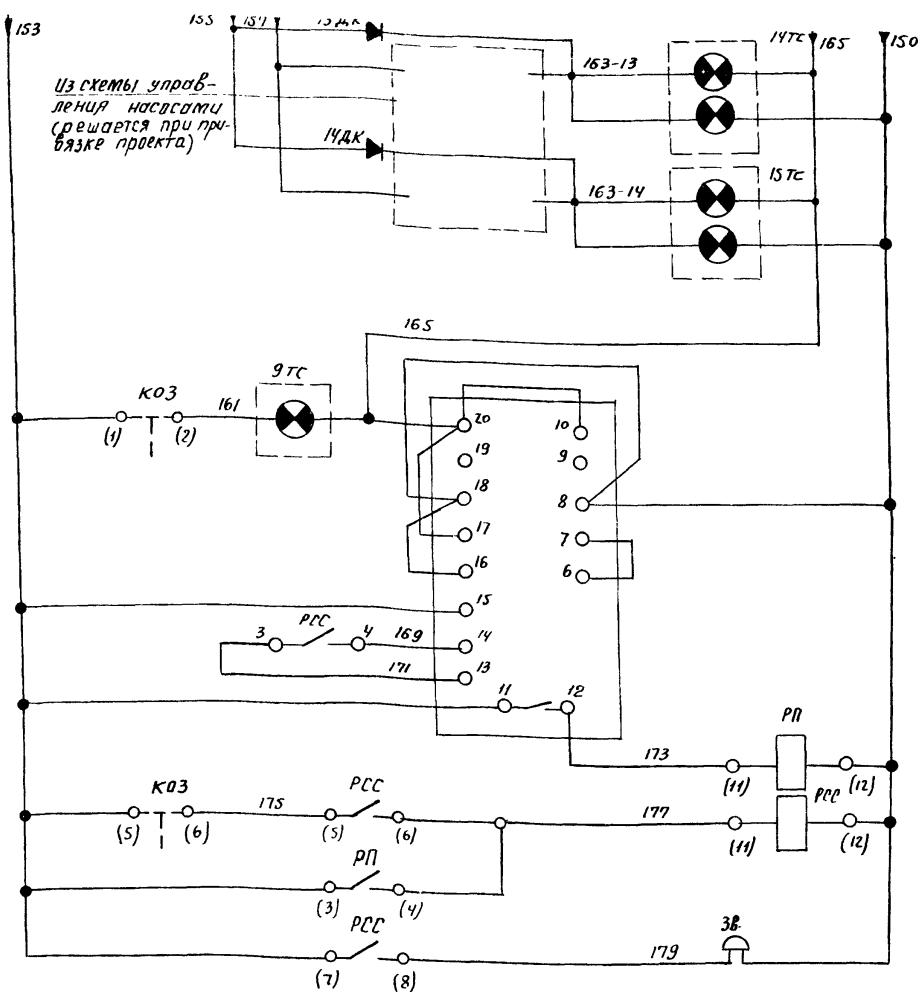 153
155
157
13ДК
14ТС
165
150
163-13
Из схемы управ-
ления насосами
(решается при при-
вязке проекта)
14ДК
15ТС
163-14
165
9ТС
КОЗ
161
(1)
(2)
20
10
19
9
18
8
17
7
16
6
15
РСС
3
4
169
14
171
13
11
12
РП
173
(11)
(12)
КОЗ
175
РСС
177
РСС
(5)
(6)
(5)
(6)
(11)
(12)
РП
(3)
(4)
РСС
Зв.
179
(7)
(8)